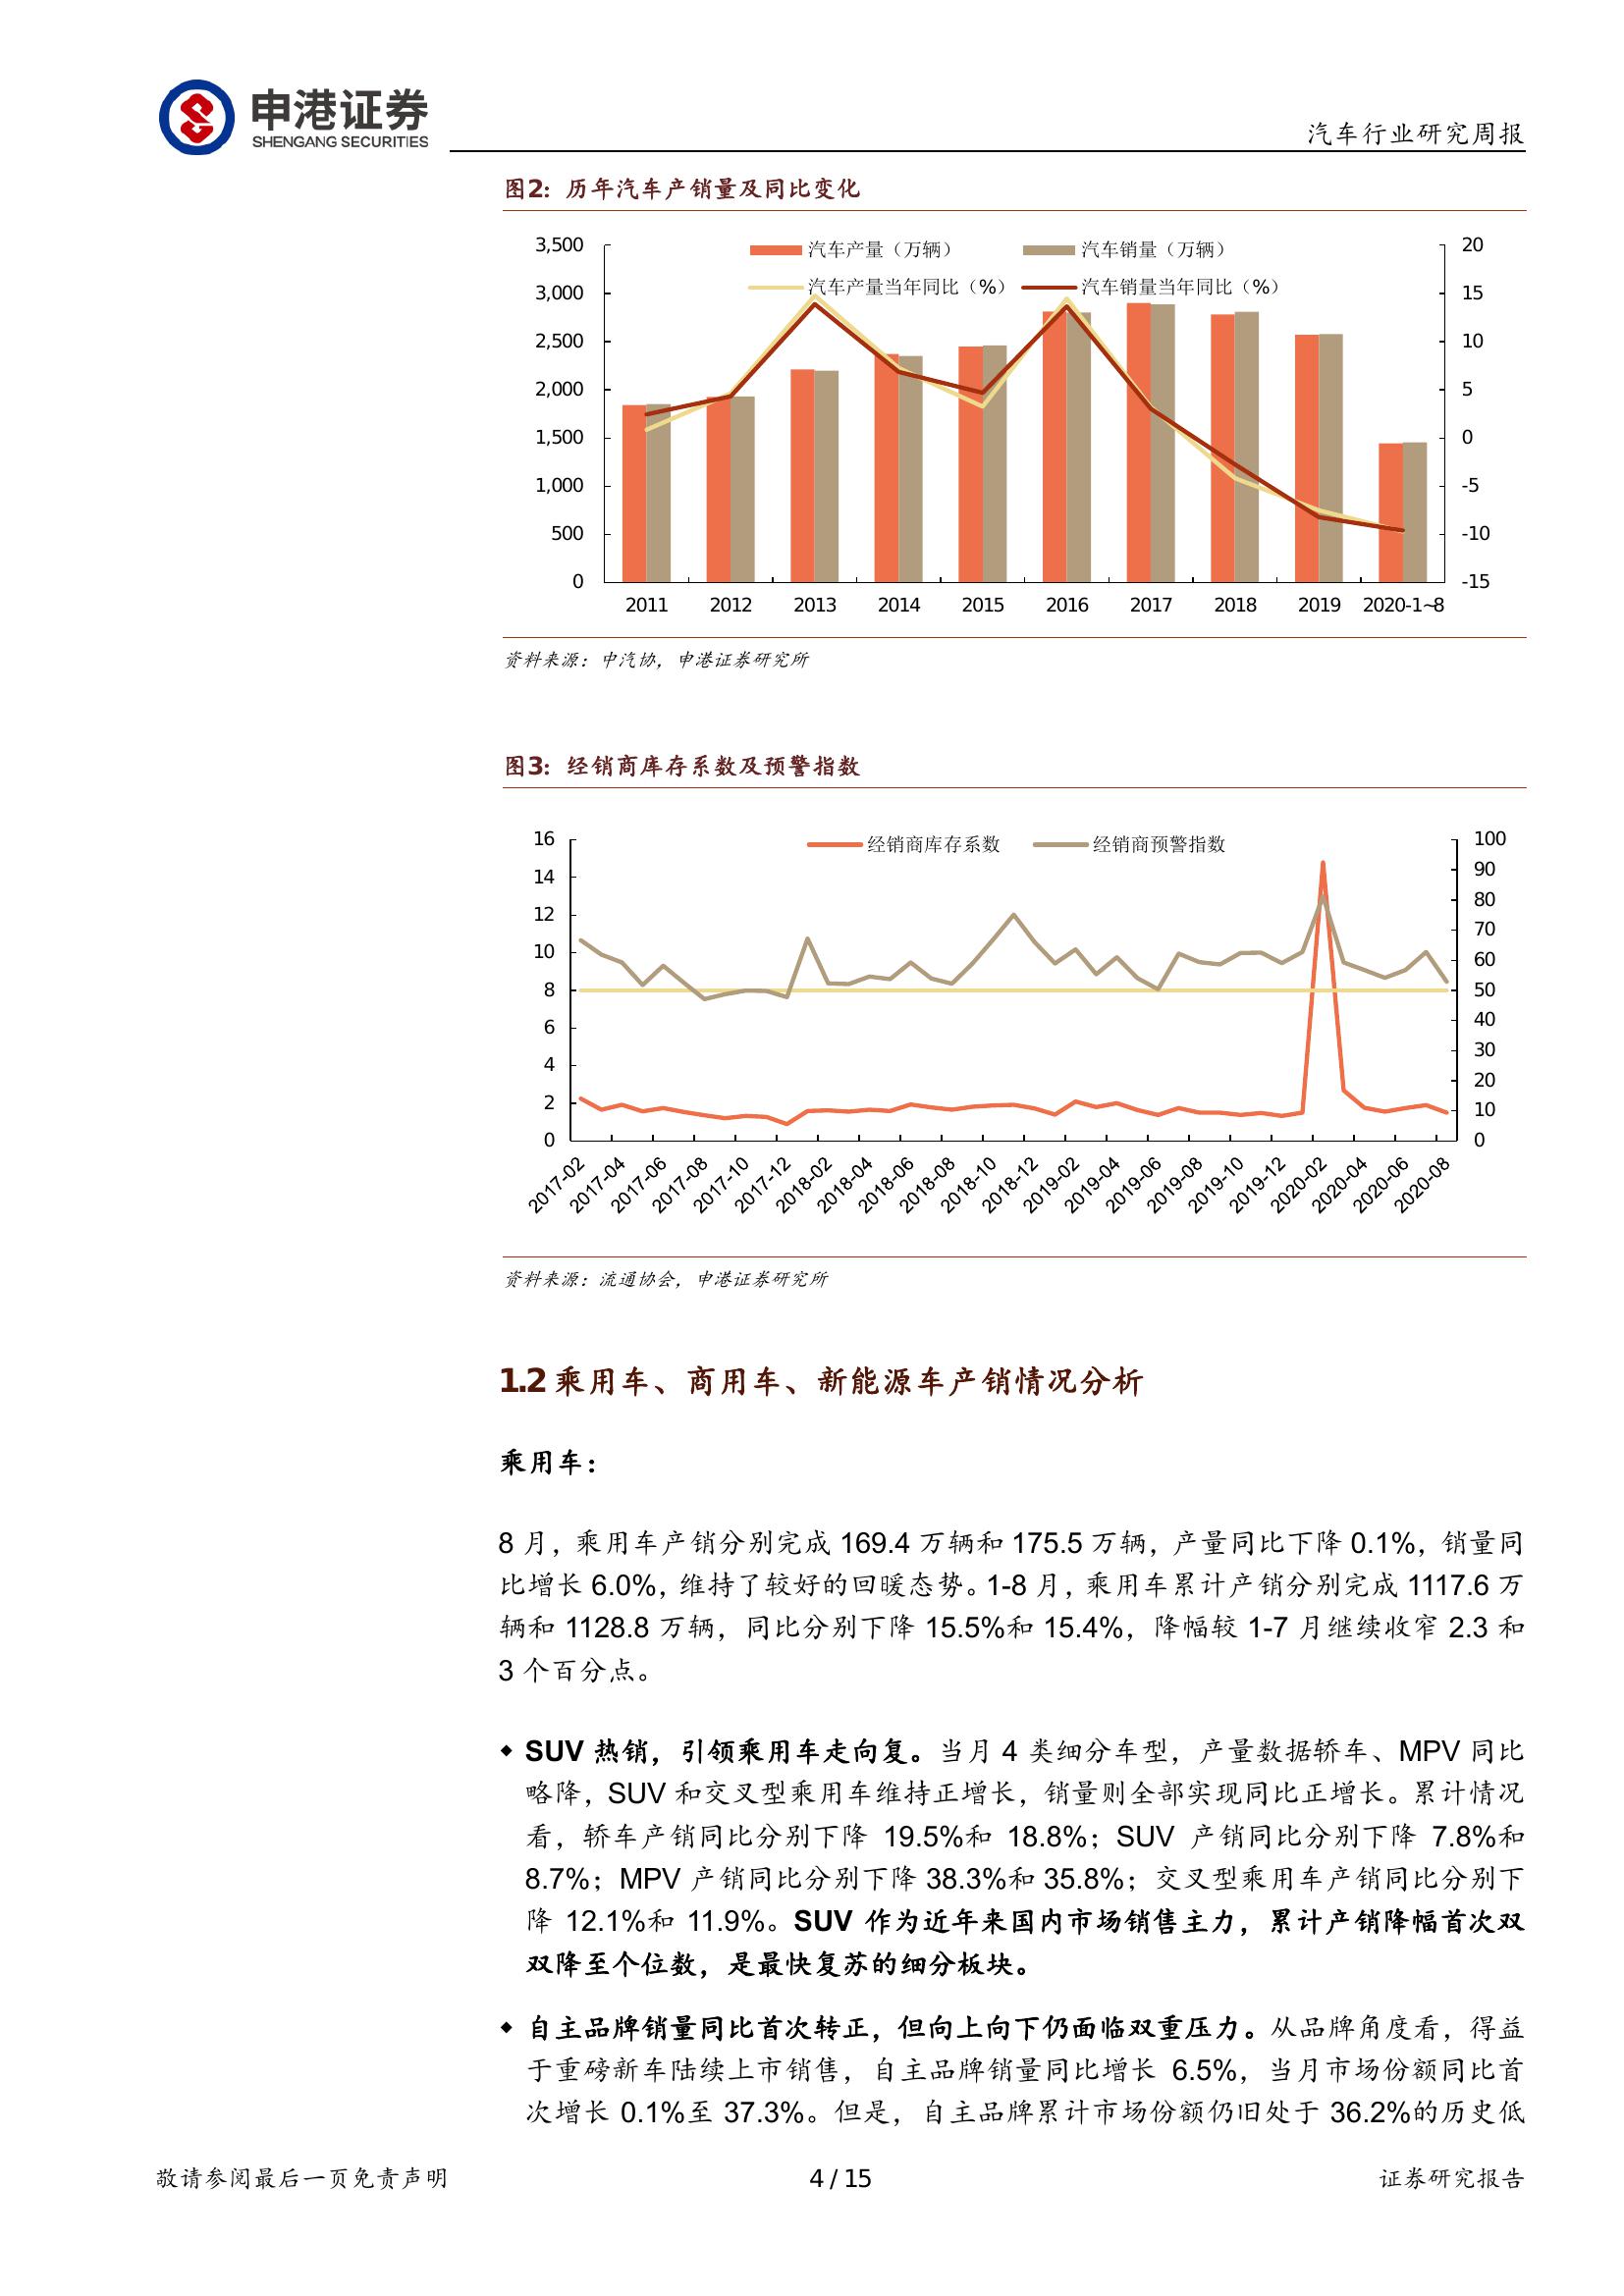 申港证券
SHENGANG SECURITIES
汽车行业研究周报
图2：历年汽车产销量及同比变化
汽车产量（万辆） 汽车销量（万辆）
汽车产量当年同比（%） 汽车销量当年同比（%）
3,500
3,000
2,500
2,000
1,500
1,000
500
0
20
15
10
5
0
-5
-10
-15
2011 2012 2013 2014 2015 2016 2017 2018 2019 2020-1~8
资料来源：中汽协，申港证券研究所
图3：经销商库存系数及预警指数
经销商库存系数 经销商预警指数
16
14
12
10
8
6
4
2
0
100
90
80
70
60
50
40
30
20
10
0
2017-02 2017-04 2017-06 2017-08 2017-10 2017-12 2018-02 2018-04 2018-06 2018-08 2018-10 2018-12 2019-02 2019-04 2019-06 2019-08 2019-10 2019-12 2020-02 2020-04 2020-06 2020-08
资料来源：流通协会，申港证券研究所
1.2 乘用车、商用车、新能源车产销情况分析
乘用车：
8 月，乘用车产销分别完成 169.4 万辆和 175.5 万辆，产量同比下降 0.1%，销量同
比增长 6.0%，维持了较好的回暖态势。1-8 月，乘用车累计产销分别完成 1117.6 万
辆和 1128.8 万辆，同比分别下降 15.5%和 15.4%，降幅较 1-7 月继续收窄 2.3 和
3 个百分点。
◆ SUV 热销，引领乘用车走向复。当月 4 类细分车型，产量数据轿车、MPV 同比
略降，SUV 和交叉型乘用车维持正增长，销量则全部实现同比正增长。累计情况
看，轿车产销同比分别下降 19.5%和 18.8%；SUV 产销同比分别下降 7.8%和
8.7%；MPV 产销同比分别下降 38.3%和 35.8%；交叉型乘用车产销同比分别下
降 12.1%和 11.9%。SUV 作为近年来国内市场销售主力，累计产销降幅首次双
双降至个位数，是最快复苏的细分板块。
◆ 自主品牌销量同比首次转正，但向上向下仍面临双重压力。从品牌角度看，得益
于重磅新车陆续上市销售，自主品牌销量同比增长 6.5%，当月市场份额同比首
次增长 0.1%至 37.3%。但是，自主品牌累计市场份额仍旧处于 36.2%的历史低
敬请参阅最后一页免责声明
4 / 15
证券研究报告